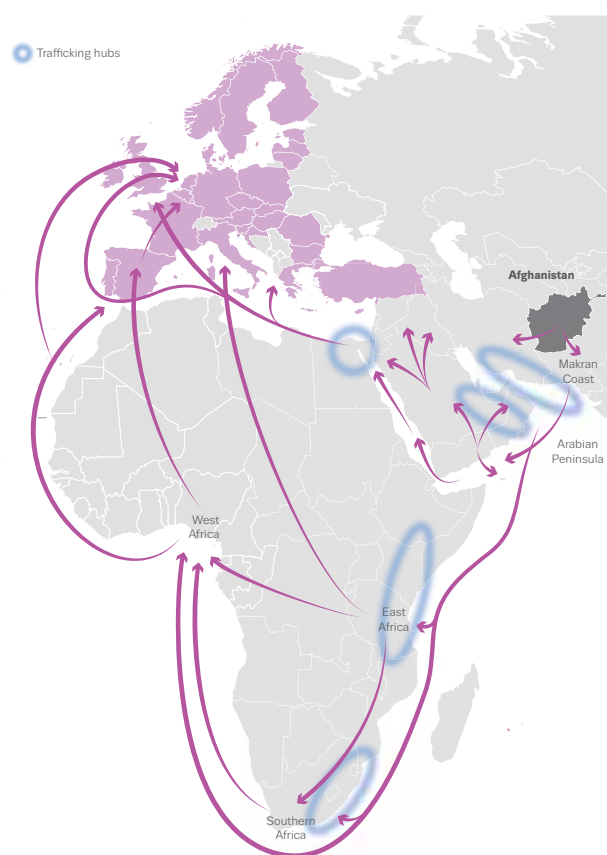 Trafficking hubs
Afghanistan
Makran
Coast
Arabian
Peninsula
West
Africa
East
Africa
Southern
Africa